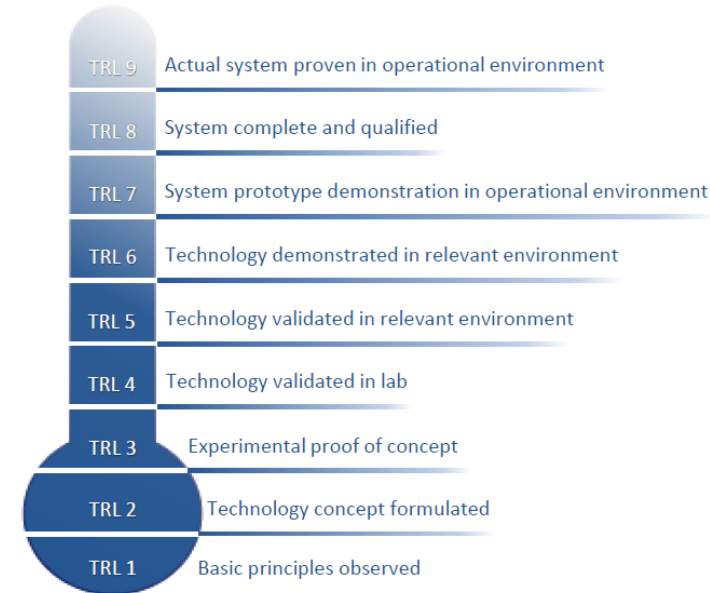 TRL 9 Actual system proven in operational environment
TRL 8 System complete and qualified
TRL 7 System prototype demonstration in operational environment
TRL 6 Technology demonstrated in relevant environment
TRL 5 Technology validated in relevant environment
TRL 4 Technology validated in lab
TRL 3 Experimental proof of concept
TRL 2 Technology concept formulated
TRL 1 Basic principles observed